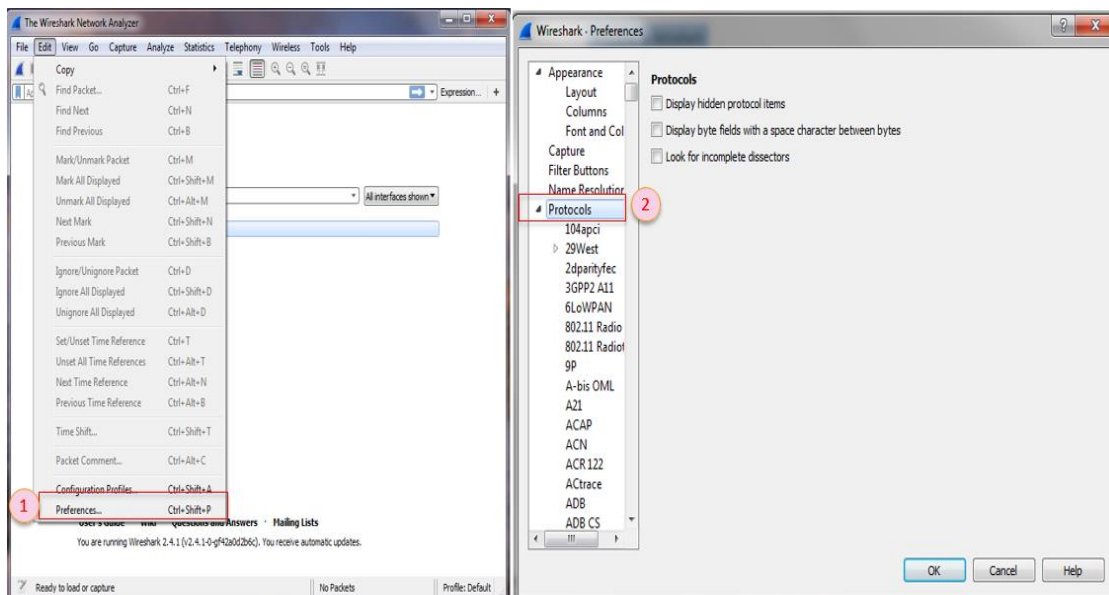 The Wireshark Network Analyzer
File Edit View Go Capture Analyze Statistics Telephony Wireless Tools Help
Expression... +
Copy
Find Packet... Ctrl+F
Find Next Ctrl+N
Find Previous Ctrl+B
Mark/Unmark Packet Ctrl+M
Mark All Displayed Ctrl+Shift+M
Unmark All Displayed Ctrl+Alt+M
Next Mark Ctrl+Shift+N
Previous Mark Ctrl+Shift+B
Ignore/Unignore Packet Ctrl+D
Ignore All Displayed Ctrl+Shift+D
Unignore All Displayed Ctrl+Alt+D
Set/Unset Time Reference Ctrl+T
Unset All Time References Ctrl+Alt+T
Next Time Reference Ctrl+Alt+N
Previous Time Reference Ctrl+Alt+B
Time Shift... Ctrl+Shift+T
Packet Comment... Ctrl+Alt+C
Configuration Profiles... Ctrl+Shift+A
1 Preferences... Ctrl+Shift+P
All interfaces shown
User's Guide · Wiki · Questions and Answers · Mailing Lists
You are running Wireshark 2.4.1 (v2.4.1-0-gf42a0d2b6c). You receive automatic updates.
Ready to load or capture No Packets Profile: Default
Wireshark · Preferences
Appearance
Layout
Columns
Font and Col
Capture
Filter Buttons
Name Resolution
Protocols 2
104apci
29West
2dparityfec
3GPP2 A11
6LoWPAN
802.11 Radio
802.11 Radiot
9P
A-bis OML
A21
ACAP
ACN
ACR 122
ACtrace
ADB
ADB CS
Protocols
Display hidden protocol items
Display byte fields with a space character between bytes
Look for incomplete dissectors
OK Cancel Help